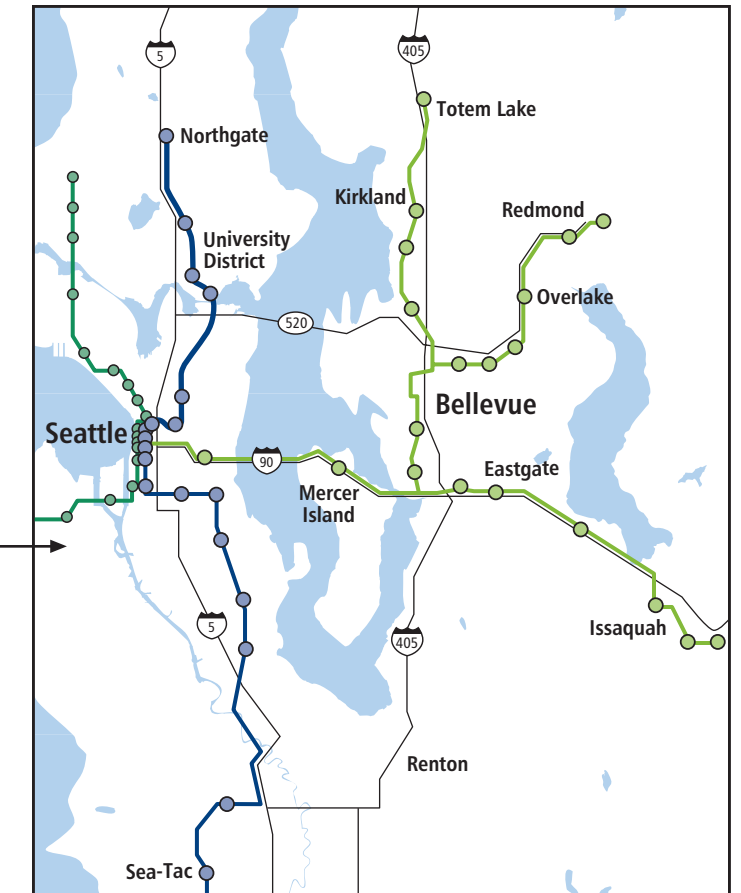 5
405
Totem Lake
Northgate
Kirkland
Redmond
University
District
Overlake
520
Bellevue
Seattle
90
Eastgate
Mercer
Island
5
Issaquah
405
Renton
Sea-Tac